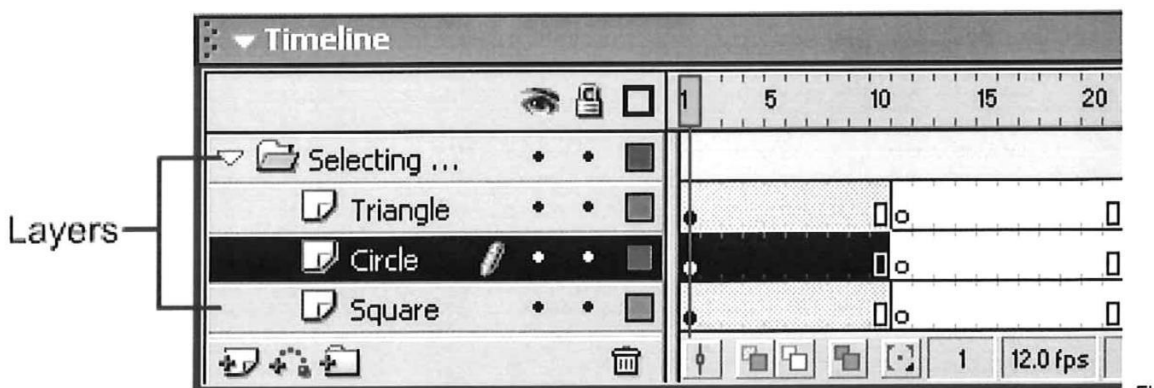 Timeline
1 5 10 15 20
Selecting ...
Triangle
Layers
Circle
Square
1 12.0 fps